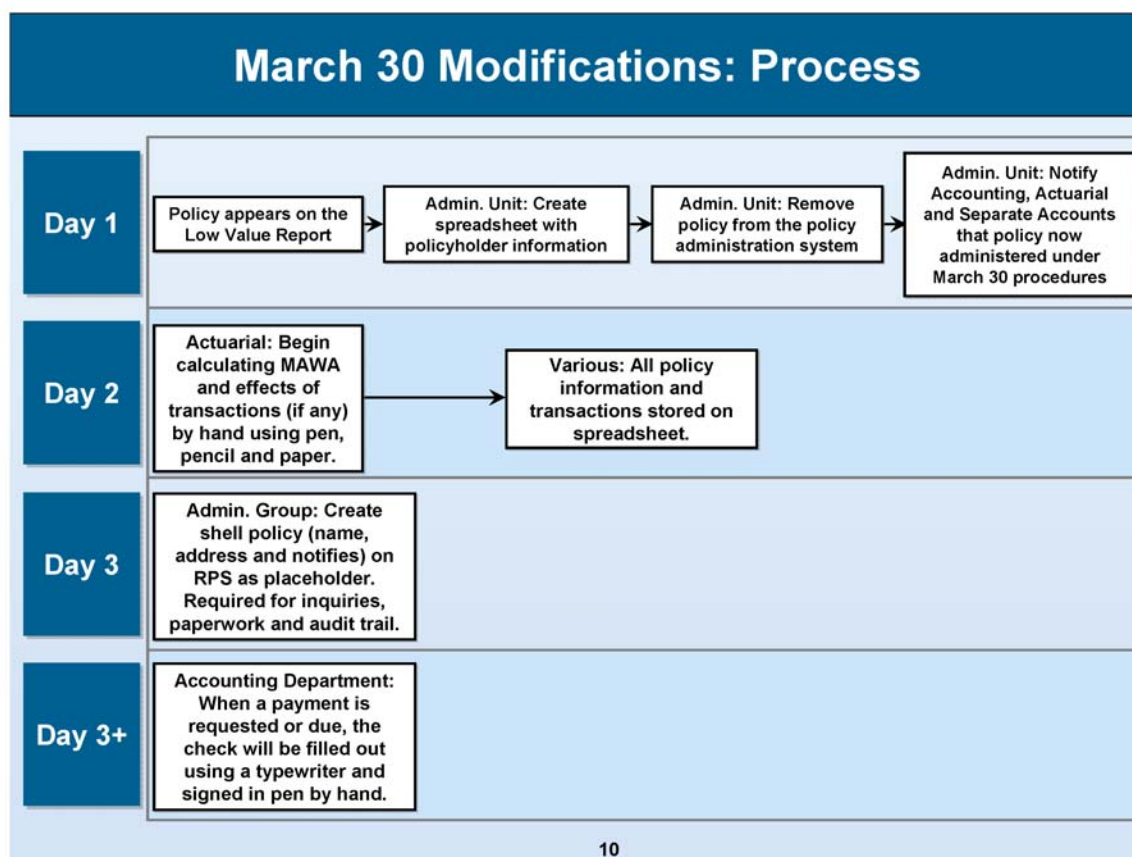 March 30 Modifications: Process
Day 1
Policy appears on the
Low Value Report
Admin. Unit: Create
spreadsheet with
policyholder information
Admin. Unit: Remove
policy from the policy
administration system
Admin. Unit: Notify
Accounting, Actuarial
and Separate Accounts
that policy now
administered under
March 30 procedures
Day 2
Actuarial: Begin
calculating MAWA
and effects of
transactions (if any)
by hand using pen,
pencil and paper.
Various: All policy
information and
transactions stored on
spreadsheet.
Day 3
Admin. Group: Create
shell policy (name,
address and notifies) on
RPS as placeholder.
Required for inquiries,
paperwork and audit trail.
Day 3+
Accounting Department:
When a payment is
requested or due, the
check will be filled out
using a typewriter and
signed in pen by hand.
10